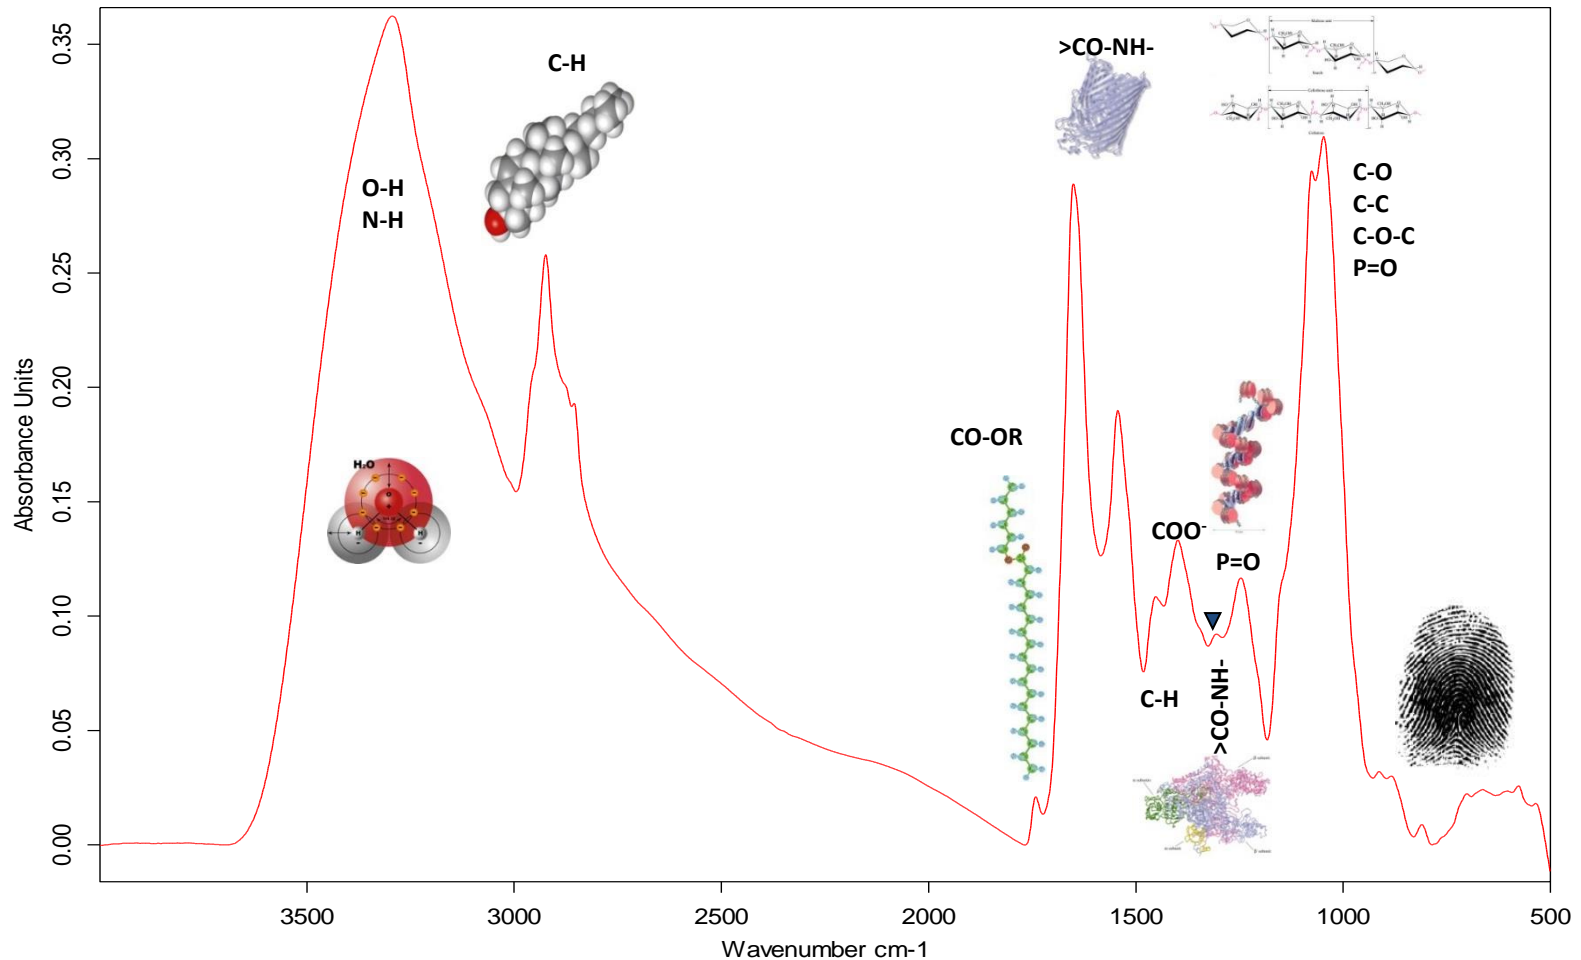 0.35
0.30
0.25
0.20
0.15
0.10
0.05
0.00
Absorbance Units
O-H
N-H
H₂O
C-H
CO-OR
>CO-NH-
C-O
C-C
C-O-C
P=O
COO⁻
P=O
C-H
>CO-NH-
3500
3000
2500
2000
1500
1000
500
Wavenumber cm-1